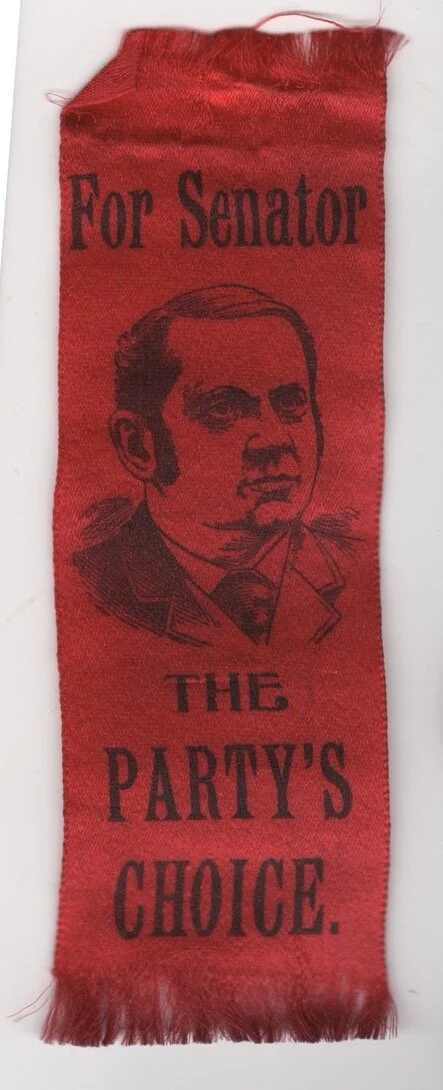 For Senator
THE
PARTY'S
CHOICE.